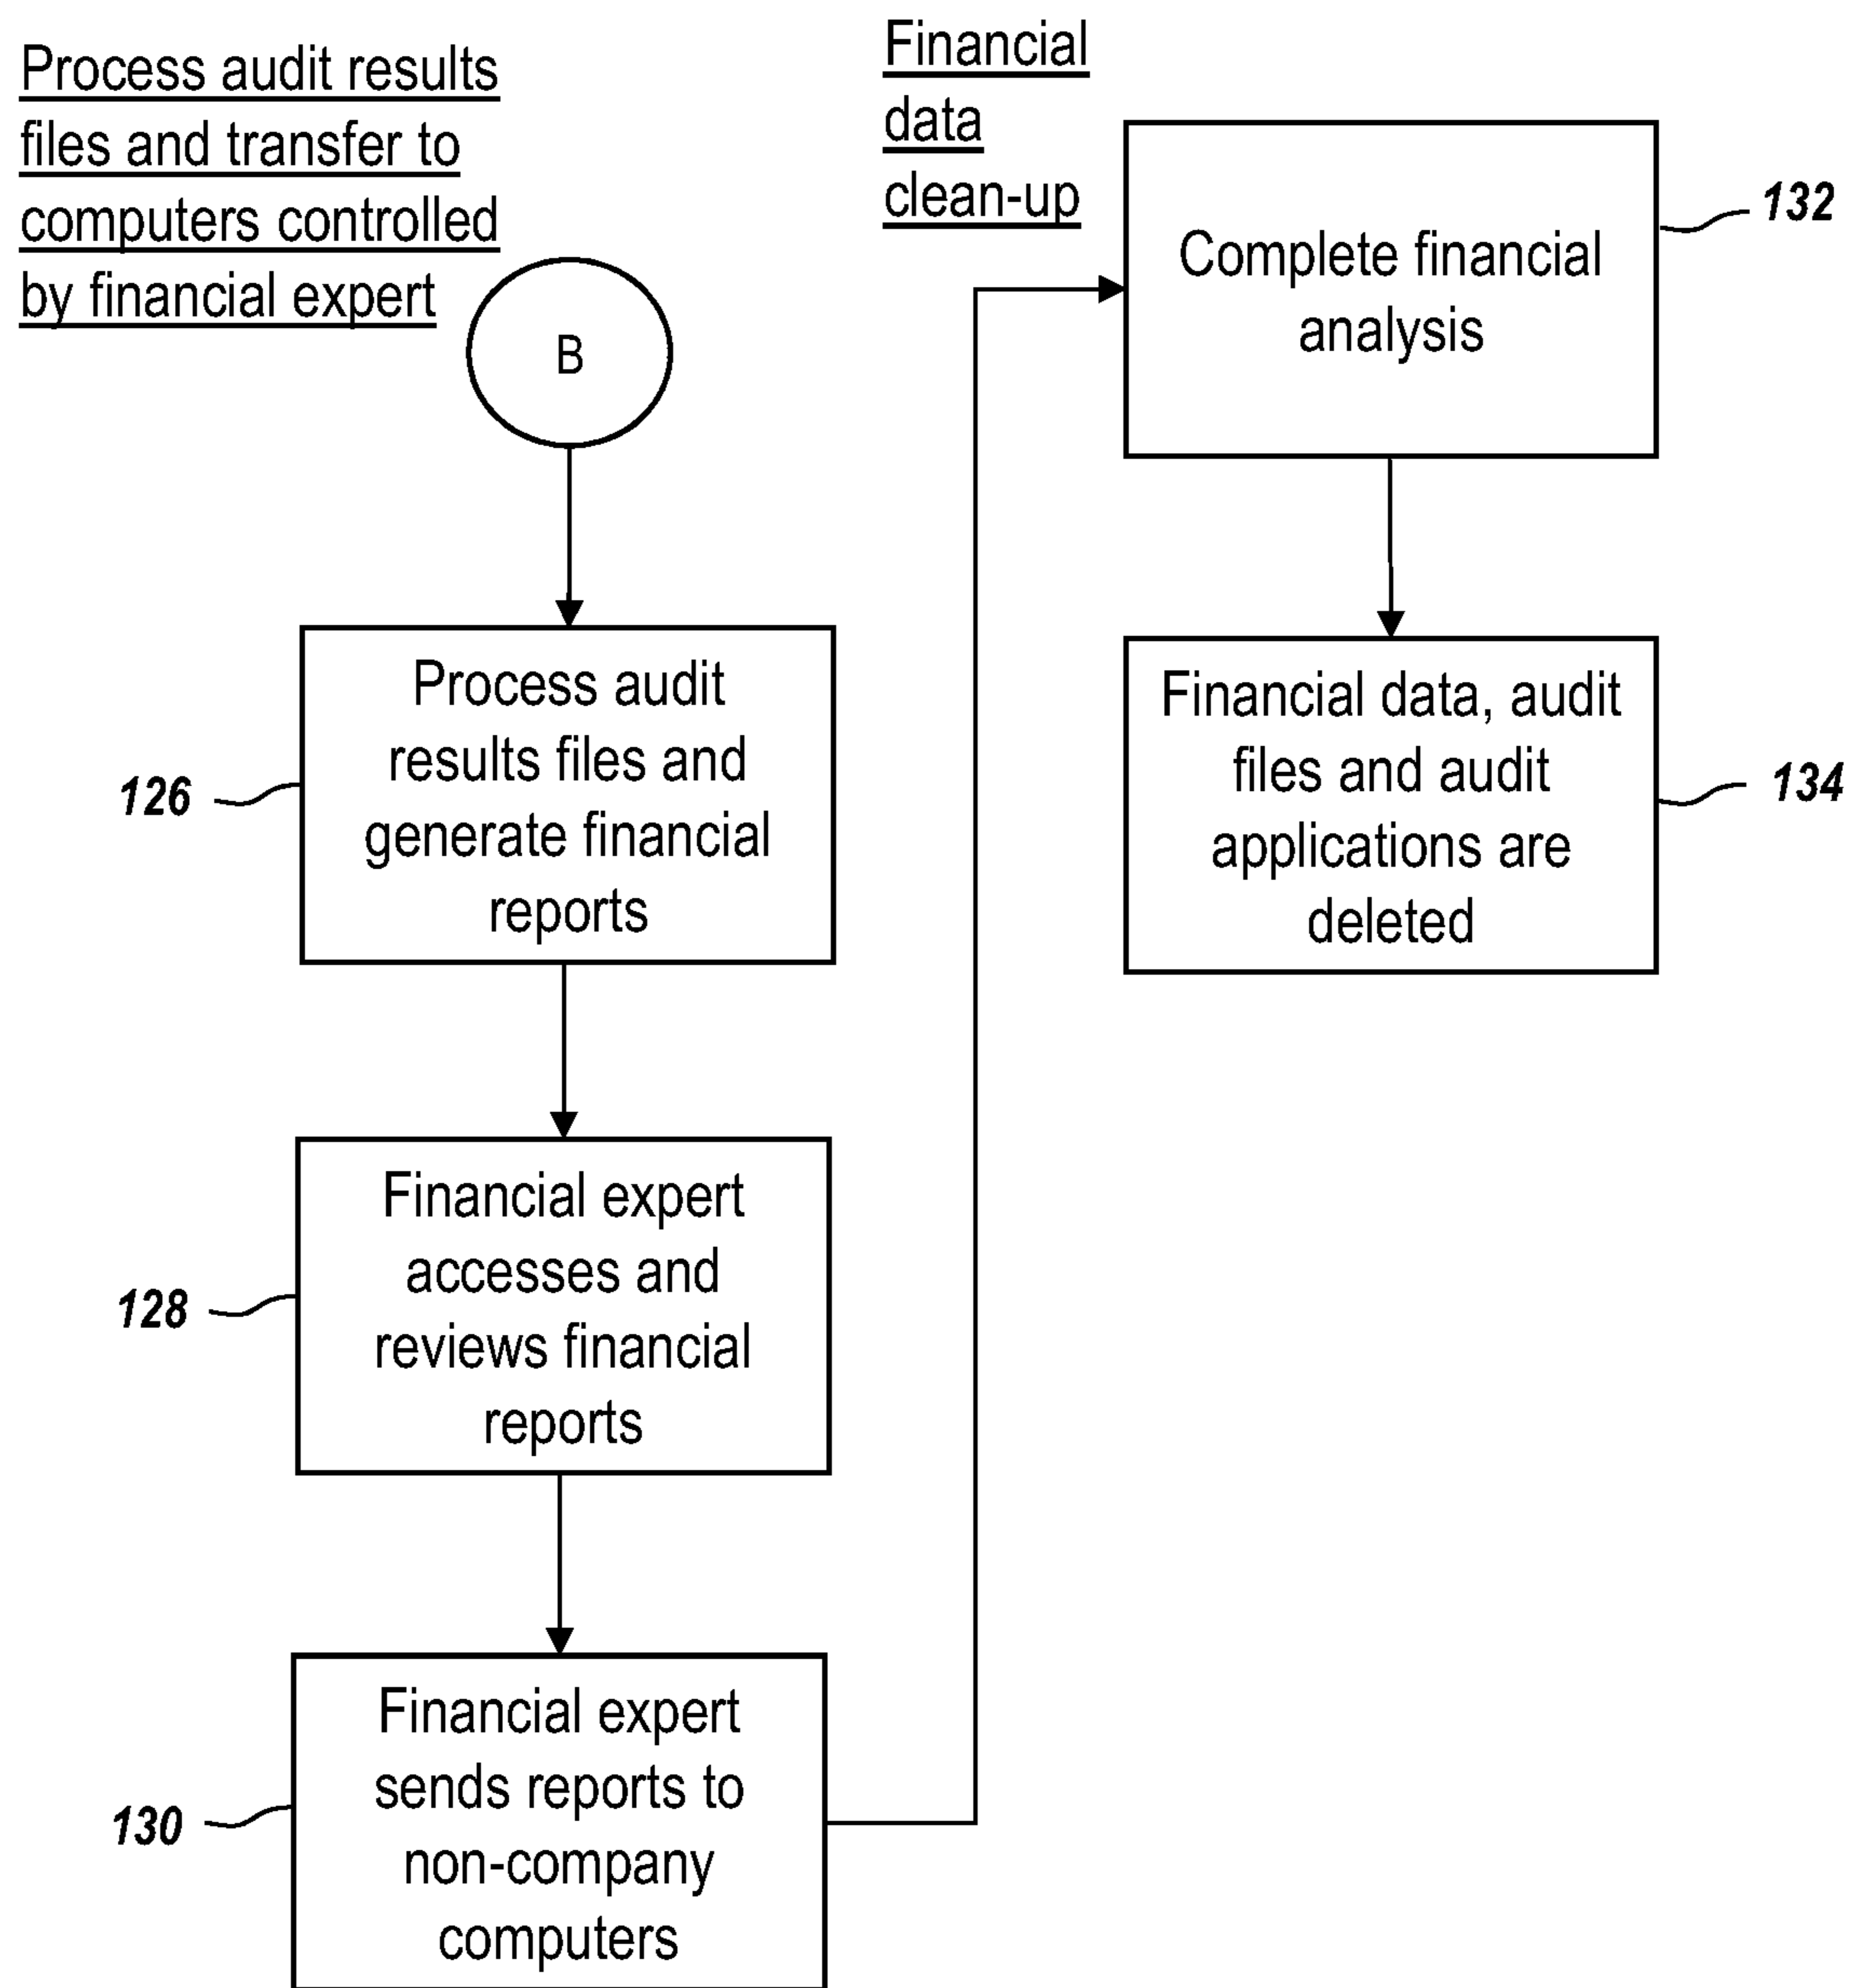 Process audit results
files and transfer to
computers controlled
by financial expert
B
126
Process audit
results files and
generate financial
reports
128
Financial expert
accesses and
reviews financial
reports
130
Financial expert
sends reports to
non-company
computers
Financial
data
clean-up
Complete financial
analysis
132
Financial data, audit
files and audit
applications are
deleted
134